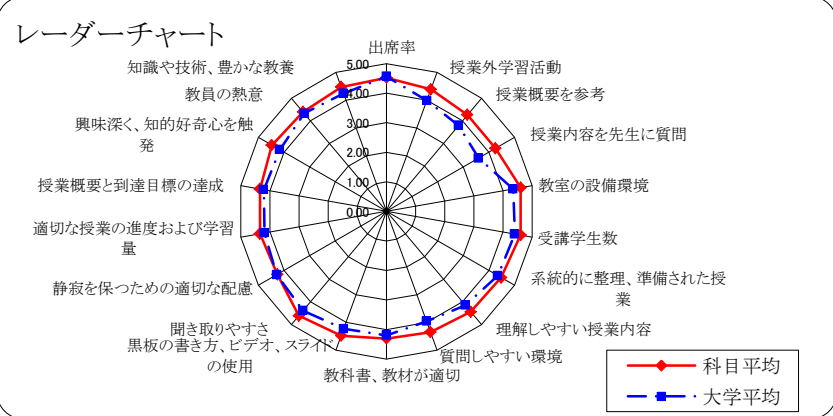 レーダーチャート
出席率
授業外学習活動
授業概要を参考
授業内容を先生に質問
教室の設備環境
受講学生数
系統的に整理、準備された授
業
理解しやすい授業内容
質問しやすい環境
教科書、教材が適切
黒板の書き方、ビデオ、スライド
の使用
聞き取りやすさ
静寂を保つための適切な配慮
適切な授業の進度および学習
量
授業概要と到達目標の達成
興味深く、知的好奇心を触
発
教員の熱意
知識や技術、豊かな教養
5.00
4.00
3.00
2.00
1.00
0.00
科目平均
大学平均